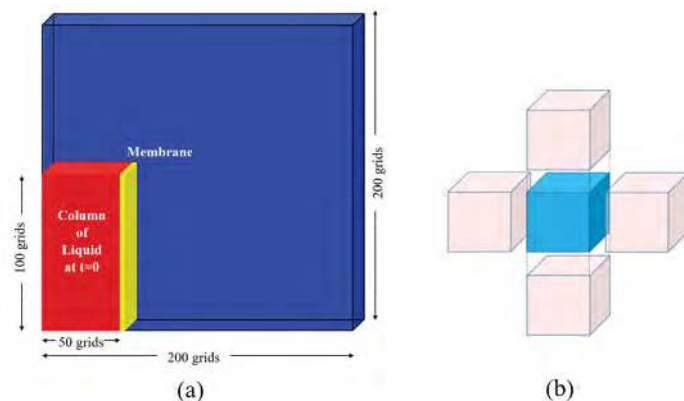 Membrane
Column
of
Liquid
at t=0
100 grids
200 grids
50 grids
200 grids
(a)
(b)